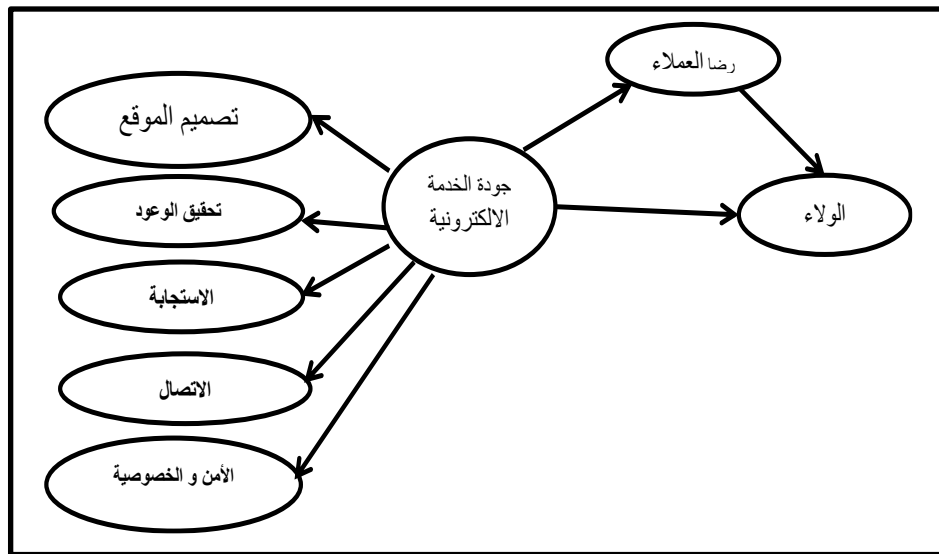 رضا العملاء
تصميم الموقع
جودة الخدمة
الالكترونية
تحقيق الوعود
الولاء
الاستجابة
الاتصال
الأمن و الخصوصية